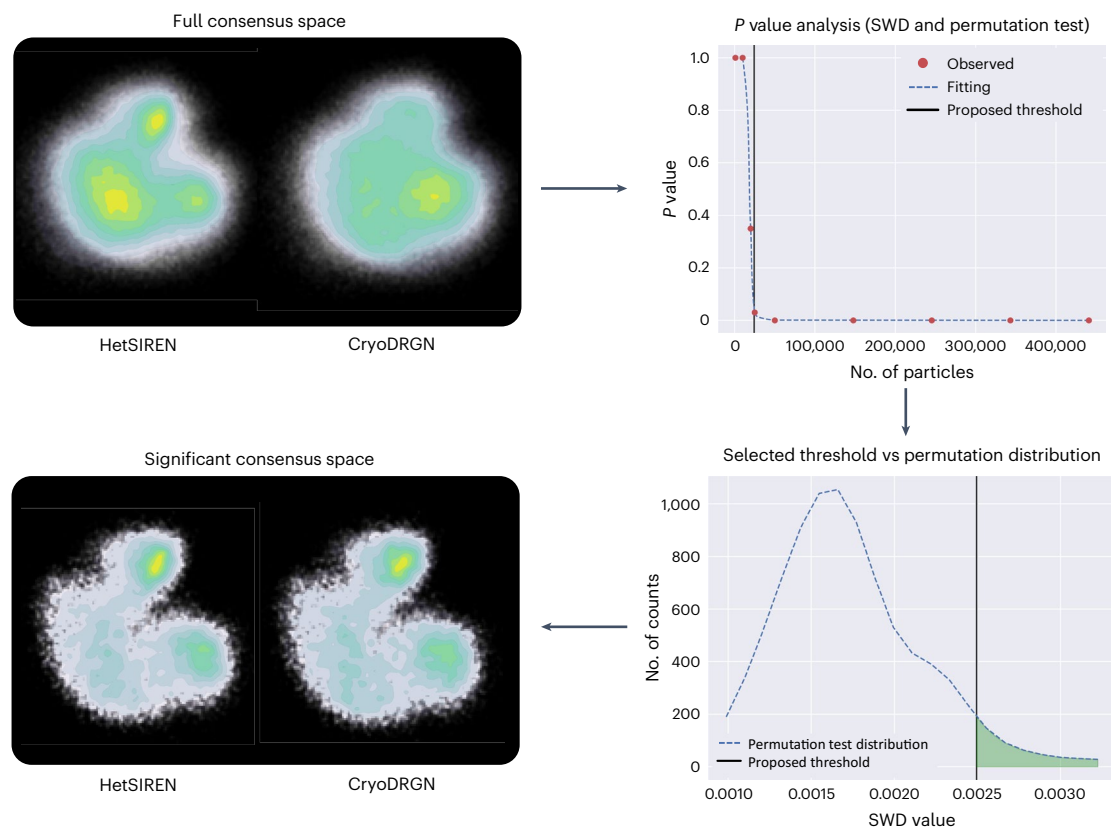 Full consensus space
HetSIREN
CryoDRGN
P value analysis (SWD and permutation test)
1.0
0.8
0.6
0.4
0.2
0
P value
Observed
Fitting
Proposed threshold
0
100,000
200,000
300,000
400,000
No. of particles
Selected threshold vs permutation distribution
1,000
800
600
400
200
0
No. of counts
Permutation test distribution
Proposed threshold
0.0010
0.0015
0.0020
0.0025
0.0030
SWD value
Significant consensus space
HetSIREN
CryoDRGN